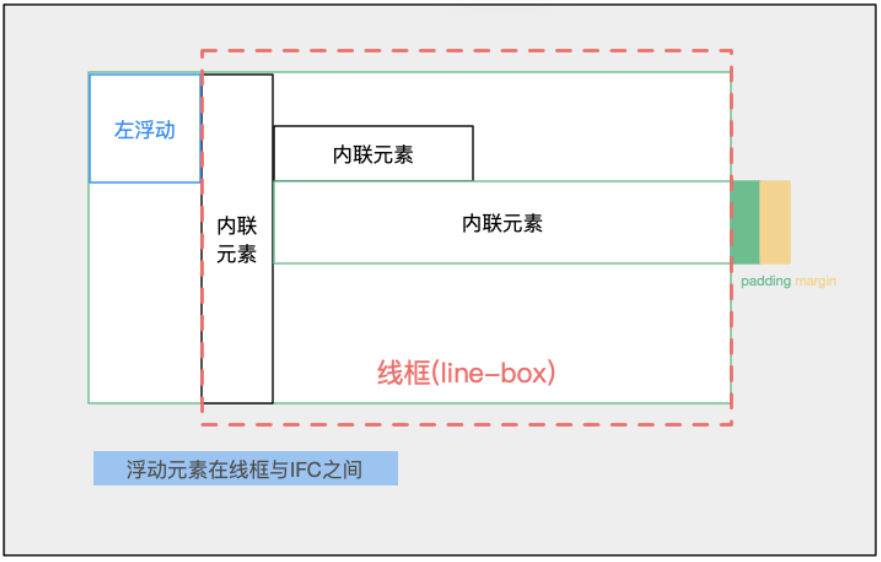 左浮动
内联元素
内联
元素
内联元素
padding margin
线框(line-box)
浮动元素在线框与IFC之间